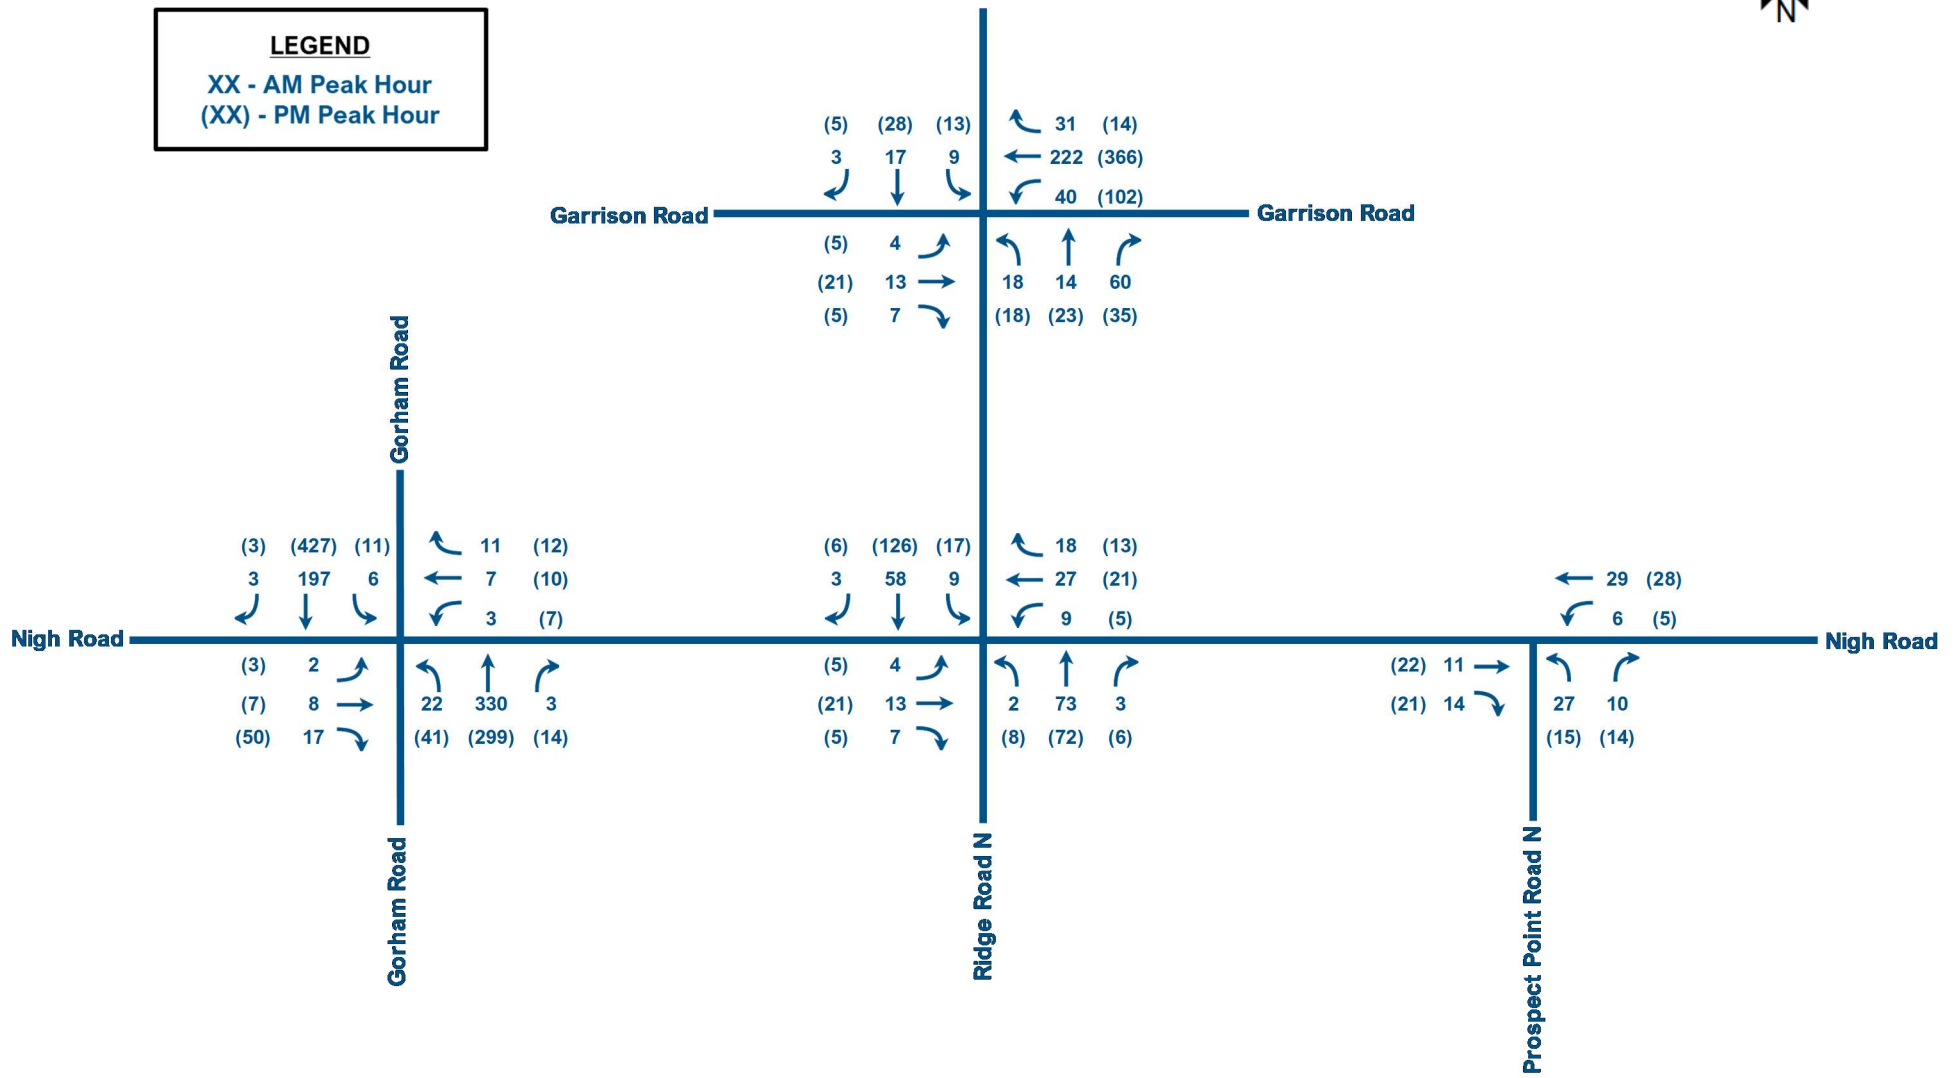 N
LEGEND
XX - AM Peak Hour
(XX) - PM Peak Hour
(5) (28) (13) 31 (14)
3 17 9 222 (366)
40 (102)
Garrison Road Garrison Road
(5) 4
(21) 13 18 14 60
(5) 7 (18) (23) (35)
Gorham Road
(3) (427) (11) 11 (12) (6) (126) (17) 18 (13)
3 197 6 7 (10) 3 58 9 27 (21) 29 (28)
3 (7) 9 (5) 6 (5)
Nigh Road Nigh Road
(3) 2 (5) 4 (22) 11
(7) 8 22 330 3 (21) 13 2 73 3 (21) 14 27 10
(50) 17 (41) (299) (14) (5) 7 (8) (72) (6) (15) (14)
Gorham Road
Ridge Road N
Prospect Point Road N